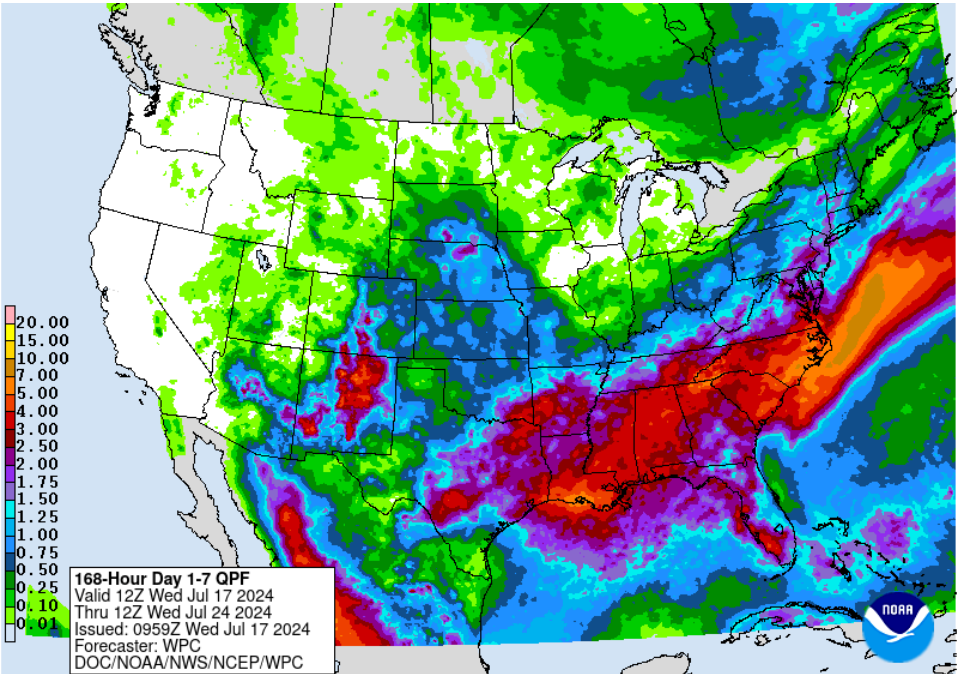 20.00
15.00
10.00
7.00
5.00
4.00
3.00
2.50
2.00
1.75
1.50
1.25
1.00
0.75
0.50
0.25
0.10
0.01
168-Hour Day 1-7 QPF
Valid 12Z Wed Jul 17 2024
Thru 12Z Wed Jul 24 2024
Issued: 0959Z Wed Jul 17 2024
Forecaster: WPC
DOC/NOAA/NWS/NCEP/WPC
NOAA